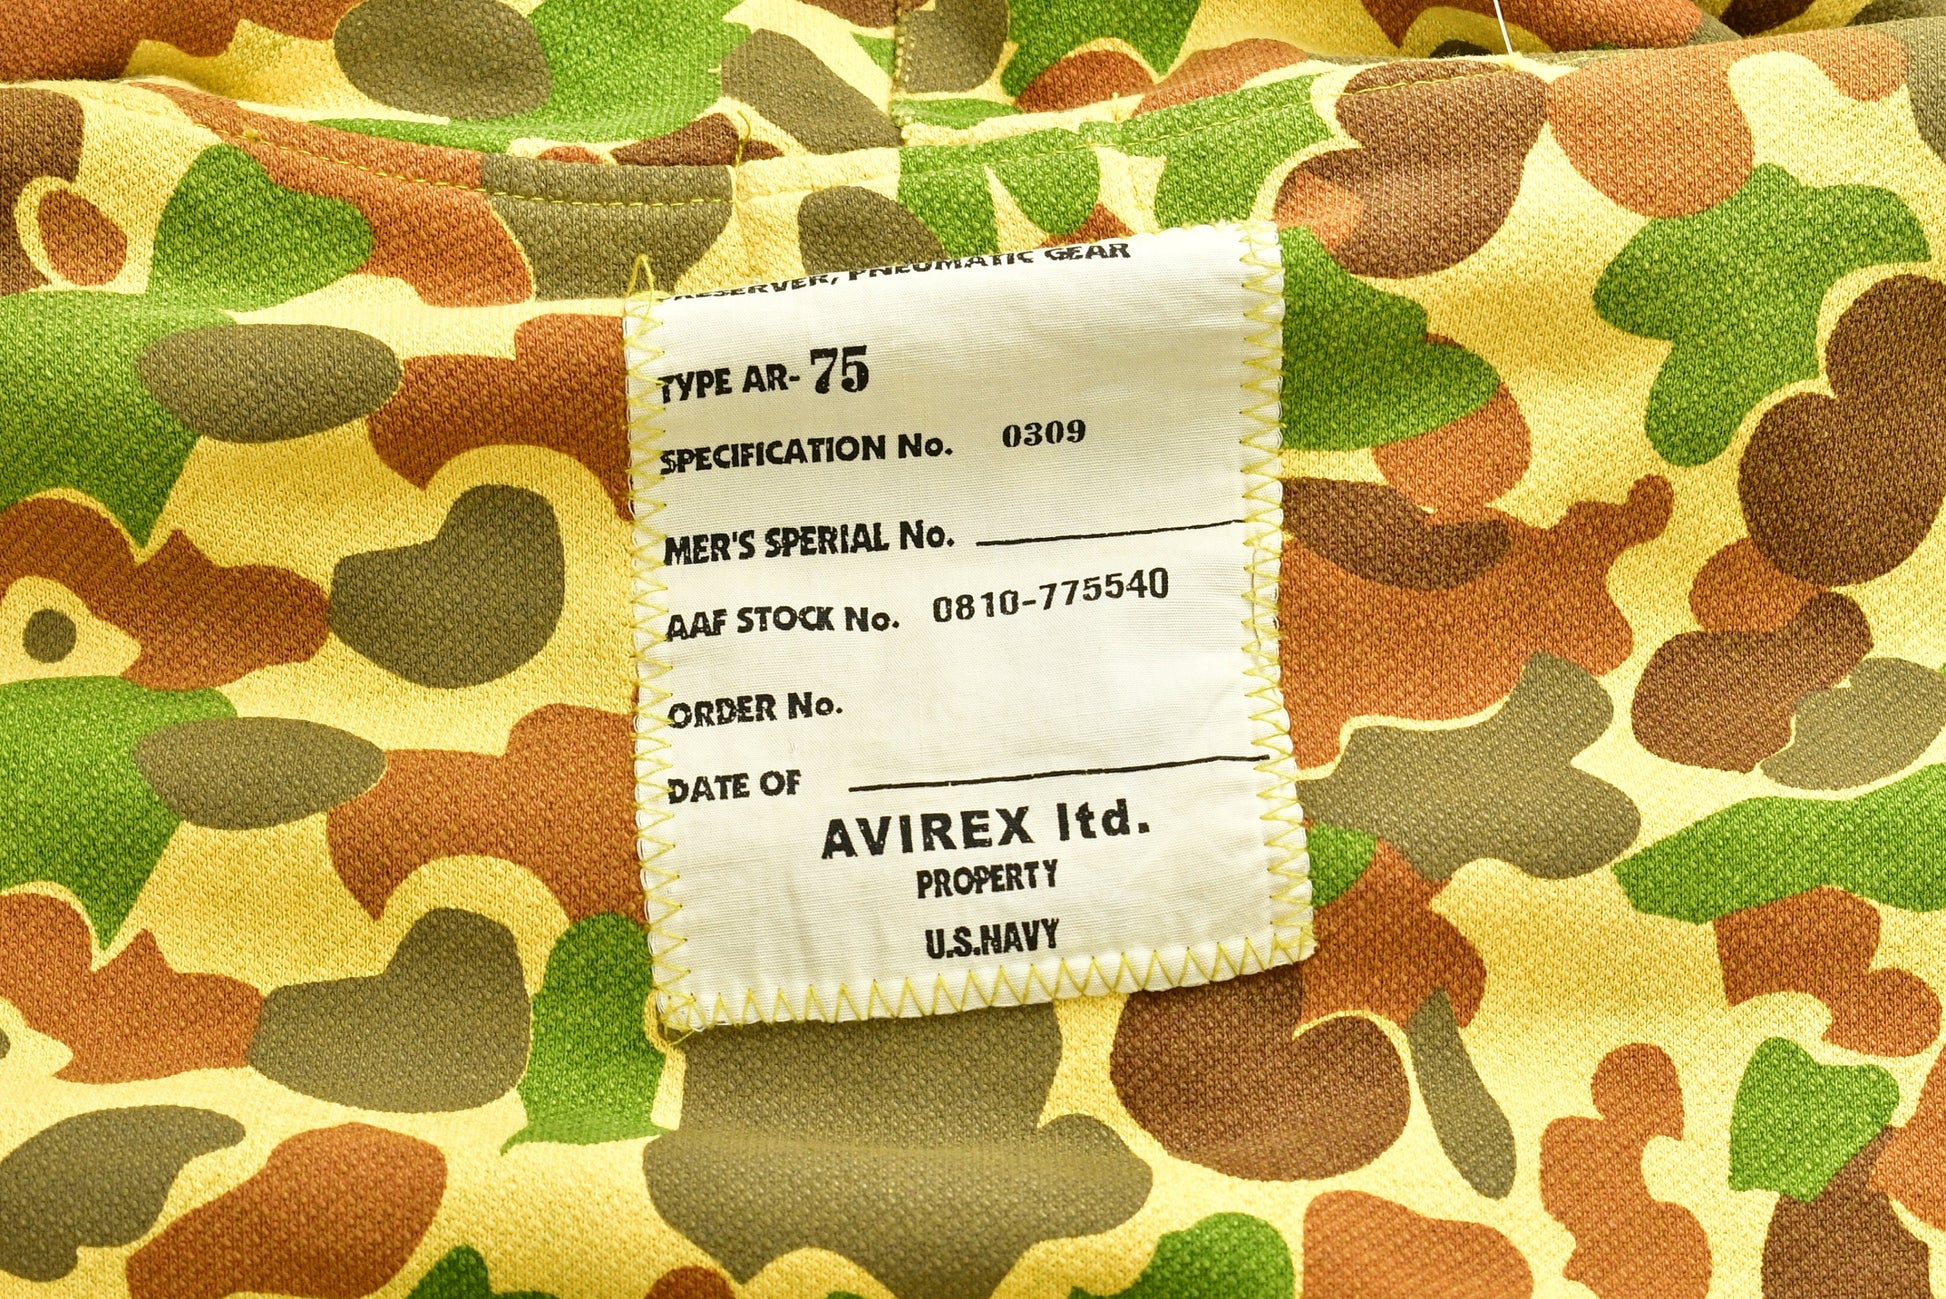 PRESERVER, PNEUMATIC GEAR
TYPE AR-75
SPECIFICATION No. 0309
MER'S SPERIAL No.
AAF STOCK No. 0810-775540
ORDER No.
DATE OF
AVIREX ltd.
PROPERTY
U.S.NAVY